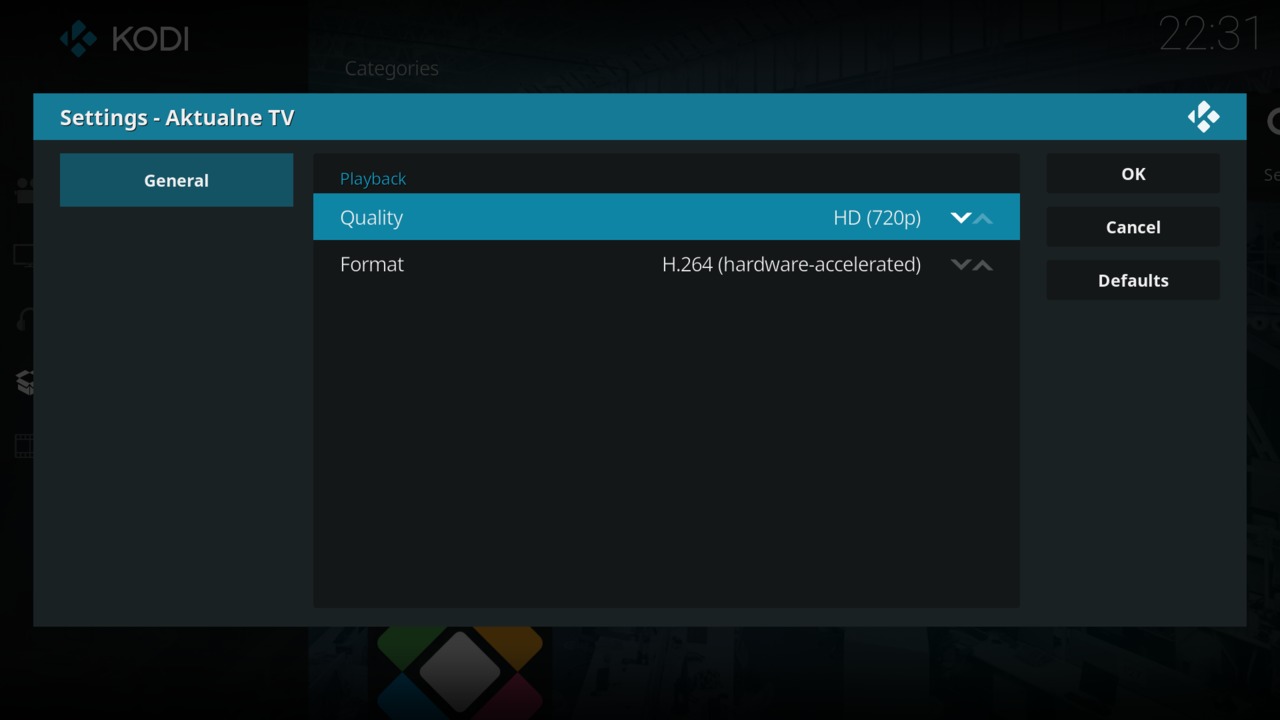 KODI
22:31
Categories
Settings - Aktualne TV
General
Playback
Quality HD (720p)
Format H.264 (hardware-accelerated)
OK
Cancel
Defaults